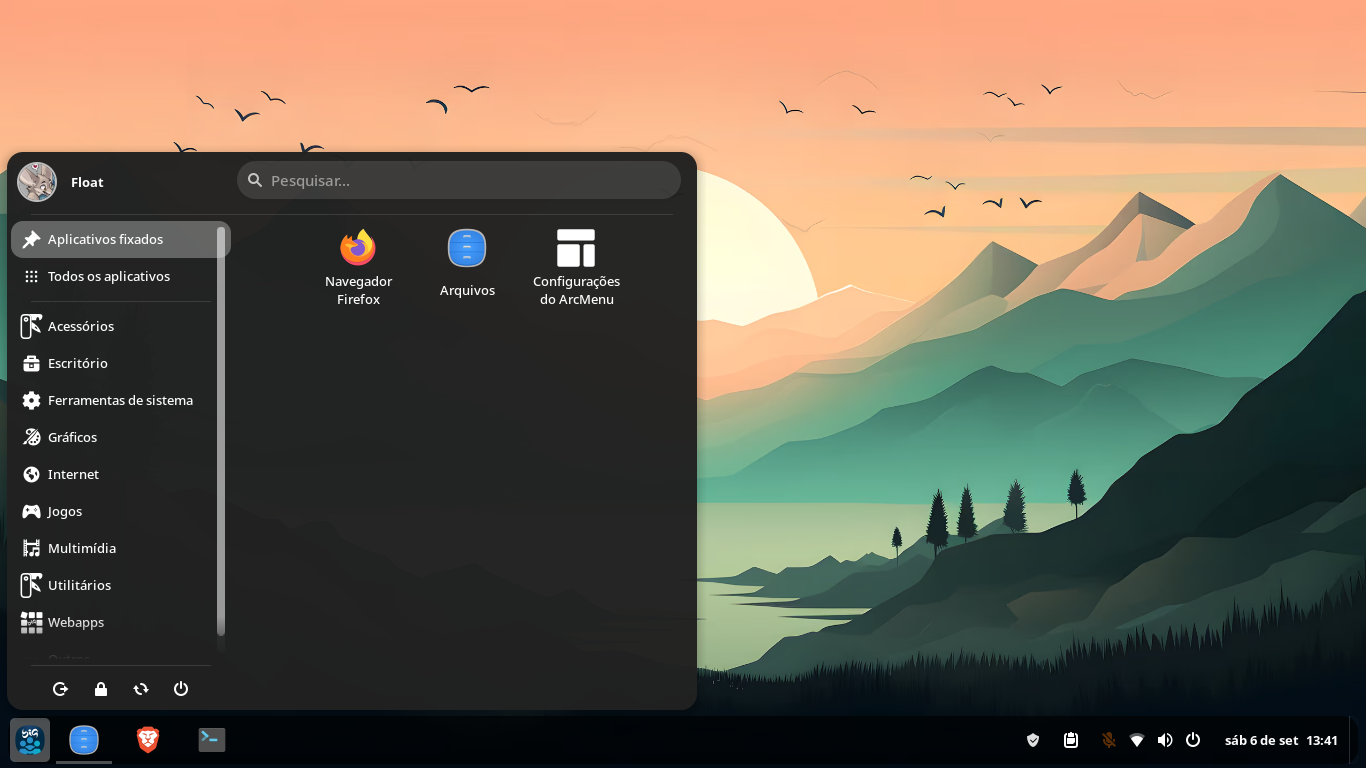 Float
Pesquisar...
Aplicativos fixados
Todos os aplicativos
Acessórios
Escritório
Ferramentas de sistema
Gráficos
Internet
Jogos
Multimídia
Utilitários
Webapps
Navegador
Firefox
Arquivos
Configurações
do ArcMenu
sáb 6 de set 13:41